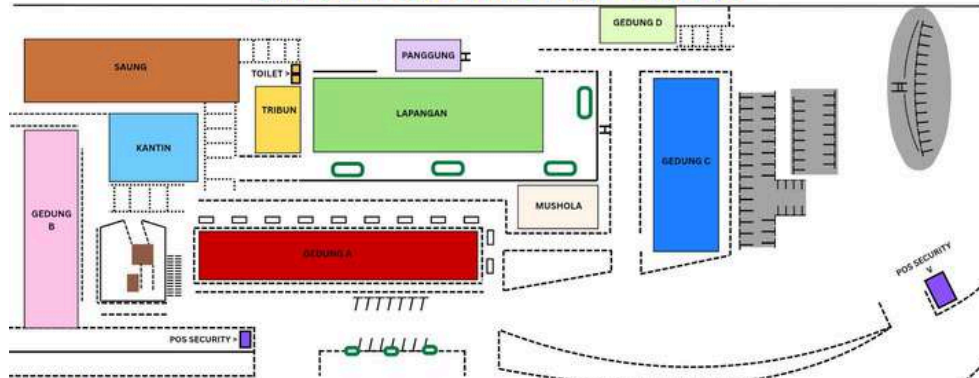 GEDUNG D
PANGGUNG
SAUNG
TOILET >
TRIBUN
LAPANGAN
KANTIN
GEDUNG C
GEDUNG
B
MUSHOLA
GEDUNG A
POS SECURITY
V
POS SECURITY >